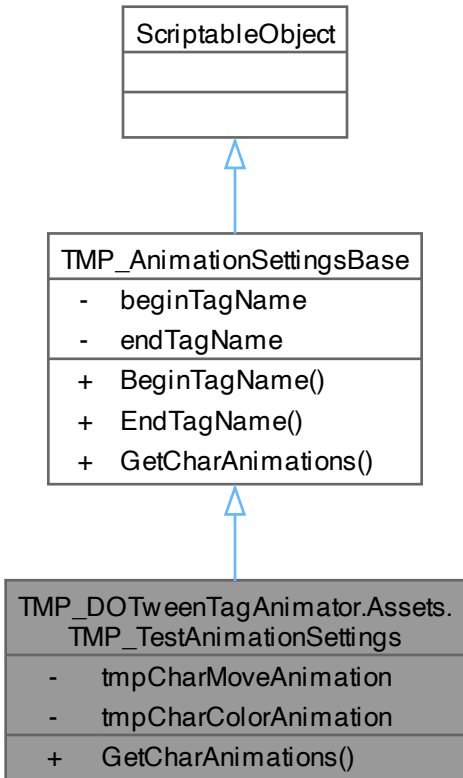 ScriptableObject
TMP_AnimationSettingsBase
- beginTagName
- endTagName
+ BeginTagName()
+ EndTagName()
+ GetCharAnimations()
TMP_DOTweenTagAnimator.Assets.
TMP_TestAnimationSettings
- tmpCharMoveAnimation
- tmpCharColorAnimation
+ GetCharAnimations()